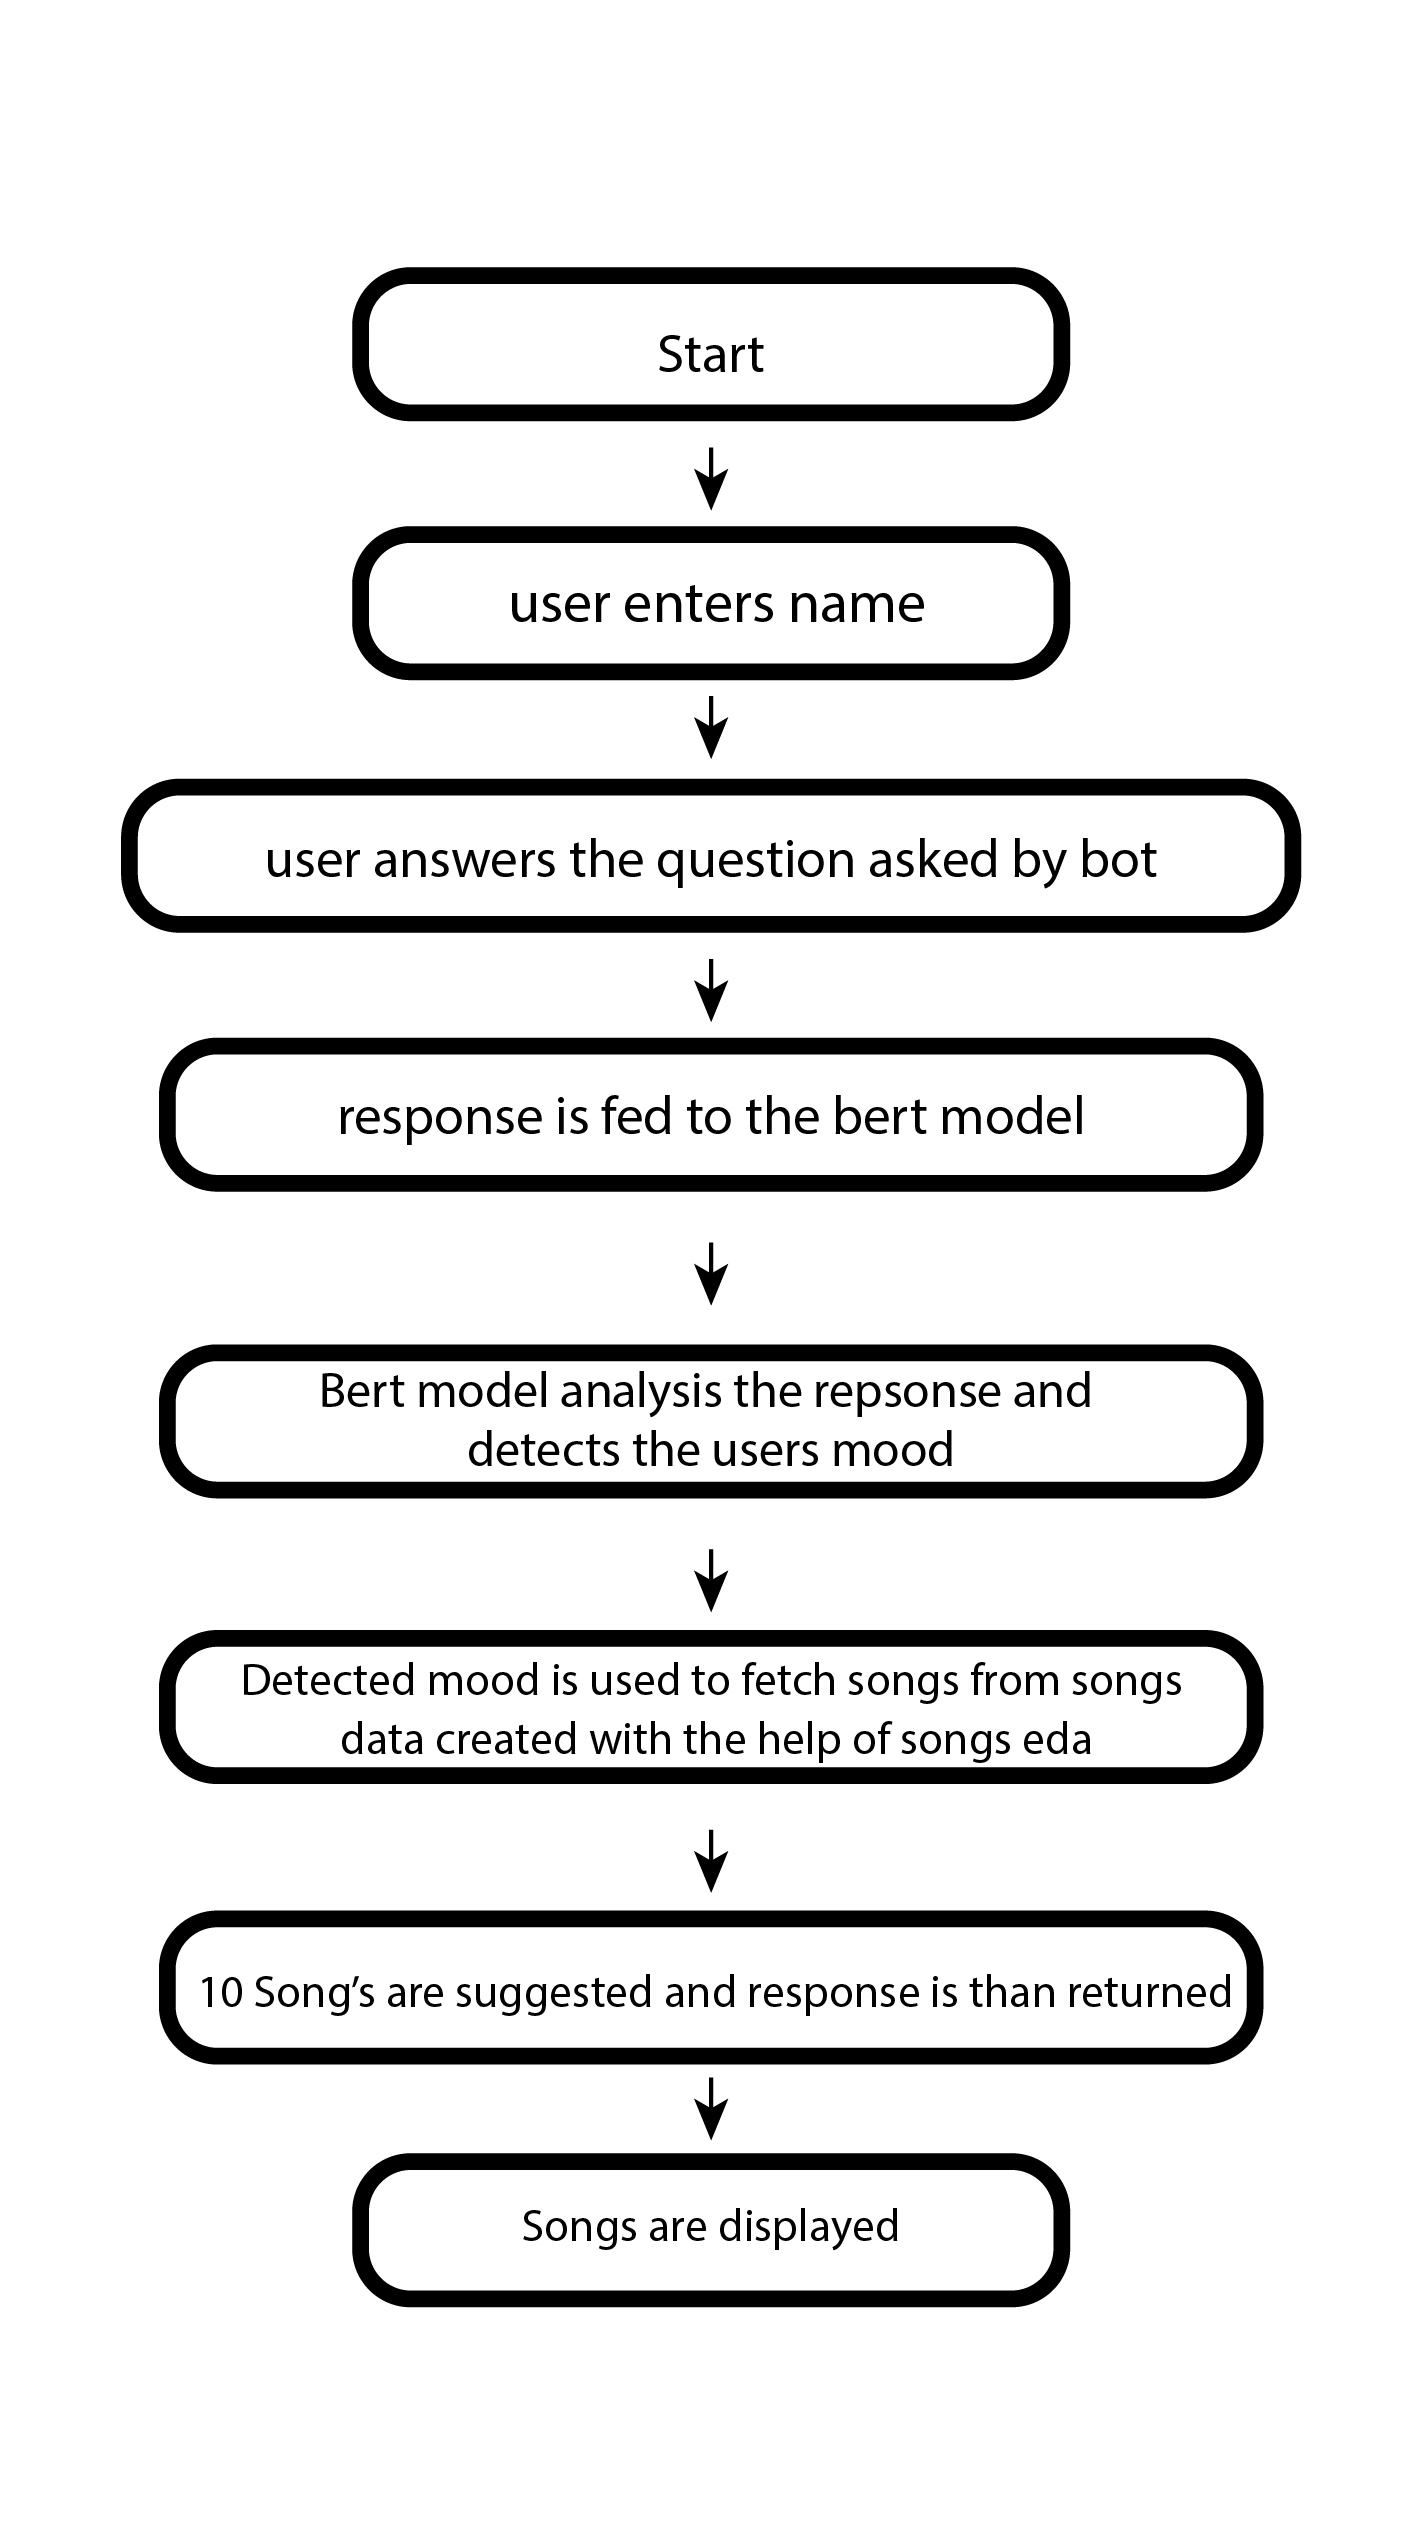 Start
user enters name
user answers the question asked by bot
response is fed to the bert model
Bert model analysis the repsonse and
detects the users mood
Detected mood is used to fetch songs from songs
data created with the help of songs eda
10 Song’s are suggested and response is than returned
Songs are displayed